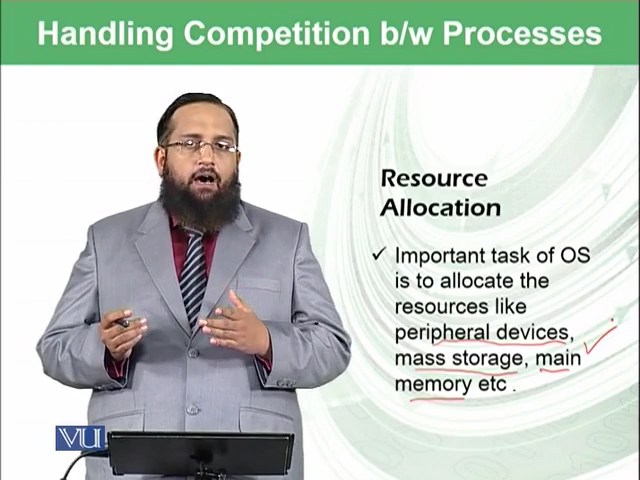 Handling Competition b/w Processes
Resource
Allocation
✓ Important task of OS
is to allocate the
resources like
peripheral devices,
mass storage, main
memory etc .
VU